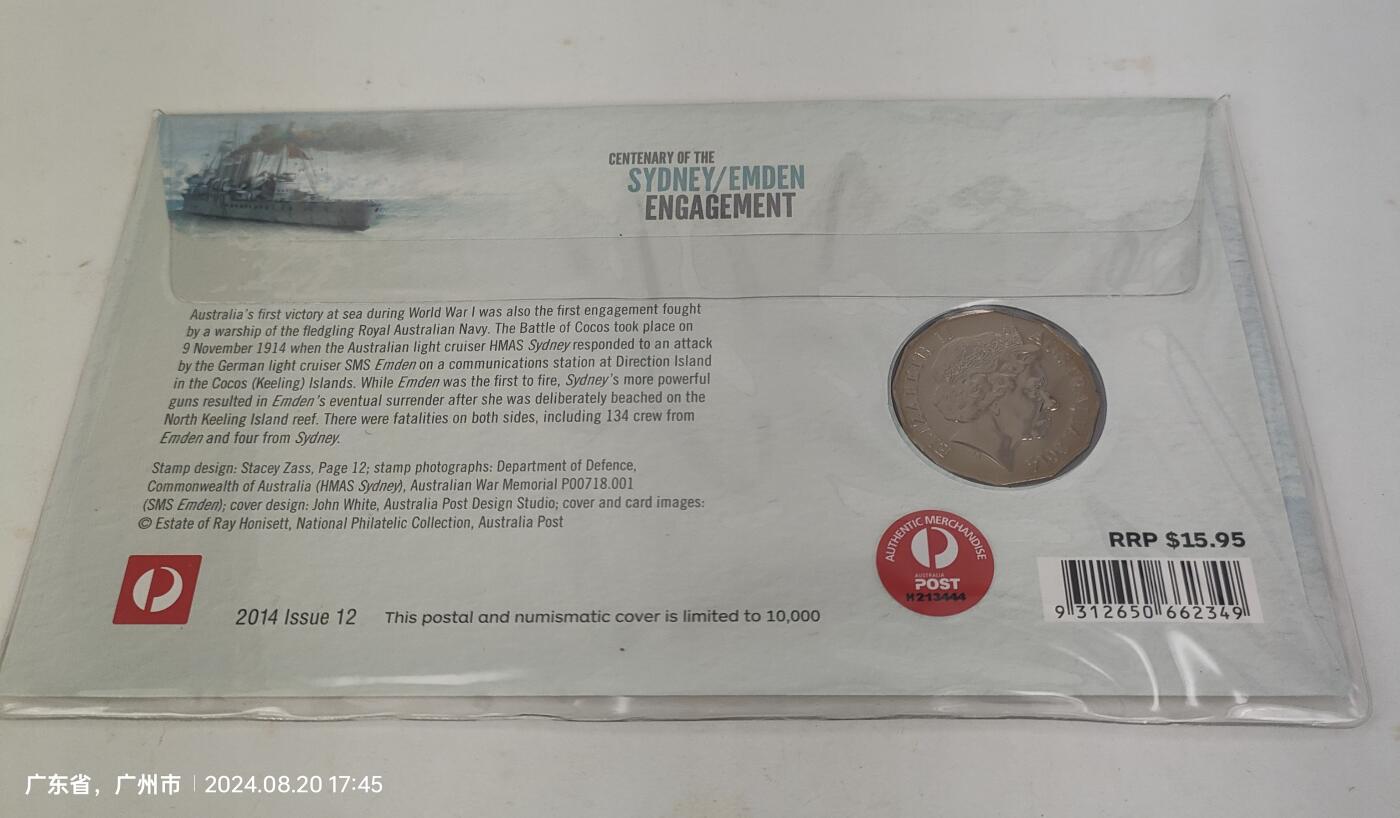 CENTENARY OF THE
SYDNEY/EMDEN
ENGAGEMENT
Australia's first victory at sea during World War I was also the first engagement fought
by a warship of the fledgling Royal Australian Navy. The Battle of Cocos took place on
9 November 1914 when the Australian light cruiser HMAS Sydney responded to an attack
by the German light cruiser SMS Emden on a communications station at Direction Island
in the Cocos (Keeling) Islands. While Emden was the first to fire, Sydney's more powerful
guns resulted in Emden's eventual surrender after she was deliberately beached on the
North Keeling Island reef. There were fatalities on both sides, including 134 crew from
Emden and four from Sydney.
Stamp design: Stacey Zass, Page 12; stamp photographs: Department of Defence,
Commonwealth of Australia (HMAS Sydney), Australian War Memorial P00718.001
(SMS Emden); cover design: John White, Australia Post Design Studio; cover and card images:
© Estate of Ray Honisett, National Philatelic Collection, Australia Post
ELIZABETH II
AUSTRALIA 2014
AUTHENTIC MERCHANDISE
AUSTRALIA
POST
M213444
RRP $15.95
9 312650 662349
2014 Issue 12 This postal and numismatic cover is limited to 10,000
广东省，广州市 2024.08.20 17:45